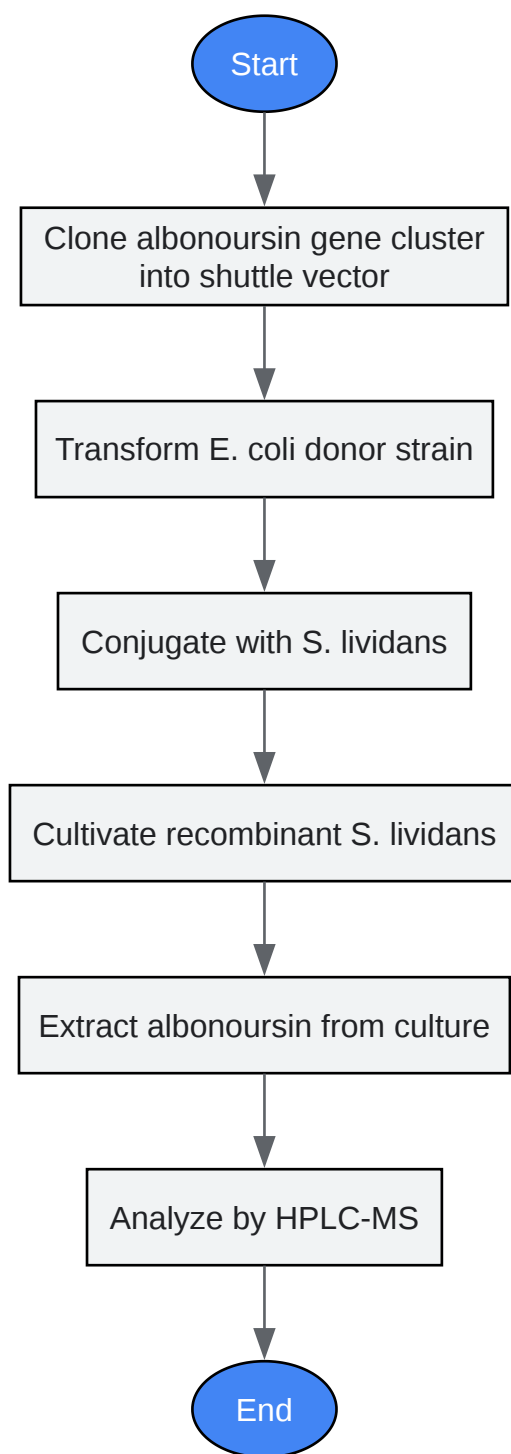 Start
Clone albonoursin gene cluster
into shuttle vector
Transform E. coli donor strain
Conjugate with S. lividans
Cultivate recombinant S. lividans
Extract albonoursin from culture
Analyze by HPLC-MS
End